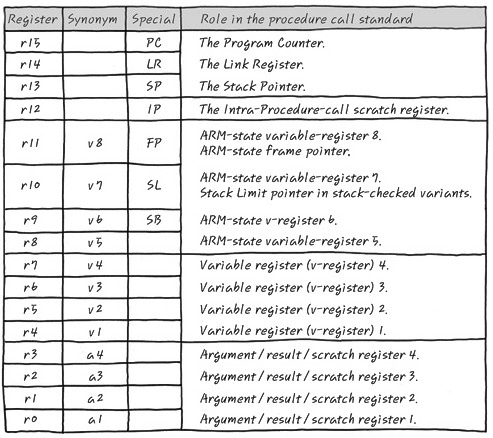 Register Synonym Special Role in the procedure call standard
r15 PC The Program Counter.
r14 LR The Link Register.
r13 SP The Stack Pointer.
r12 IP The Intra-Procedure-call scratch register.
r11 v8 FP ARM-state variable-register 8.
ARM-state frame pointer.
r10 v7 SL ARM-state variable-register 7.
Stack Limit pointer in stack-checked variants.
r9 v6 SB ARM-state v-register 6.
r8 v5 ARM-state variable-register 5.
r7 v4 Variable register (v-register) 4.
r6 v3 Variable register (v-register) 3.
r5 v2 Variable register (v-register) 2.
r4 v1 Variable register (v-register) 1.
r3 a4 Argument/result/scratch register 4.
r2 a3 Argument/result/scratch register 3.
r1 a2 Argument/result/scratch register 2.
r0 a1 Argument/result/scratch register 1.